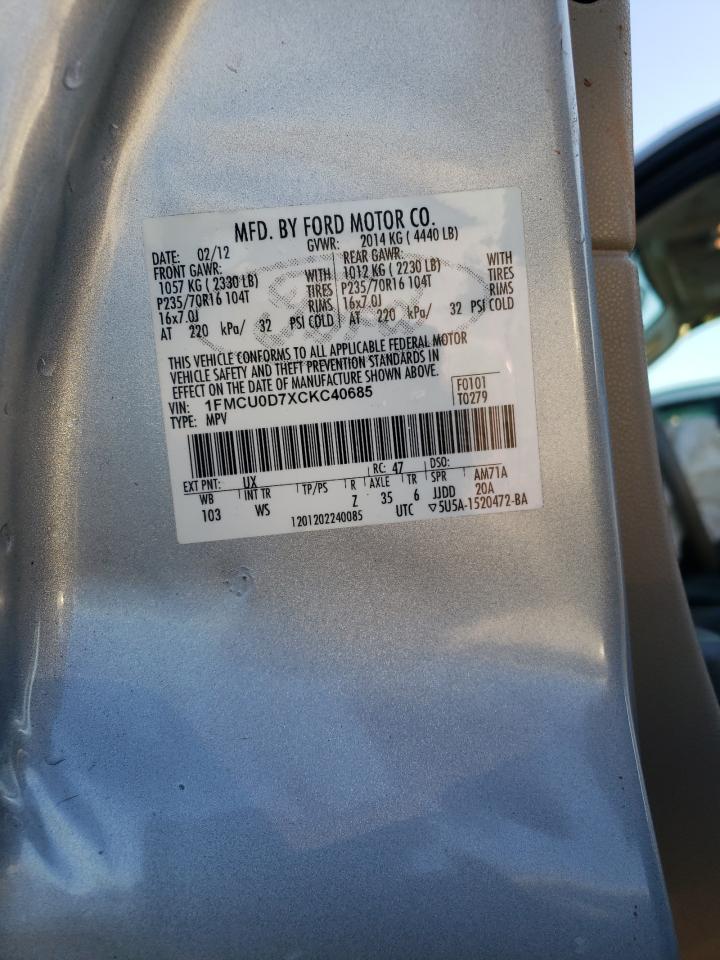 MFD. BY FORD MOTOR CO.
DATE: 02/12 GVWR: 2014 KG ( 4440 LB)
FRONT GAWR: REAR GAWR:
1057 KG ( 2330 LB) WITH 1012 KG ( 2230 LB) WITH
P235/70R16 104T TIRES P235/70R16 104T TIRES
16x7.0J RIMS 16x7.0J RIMS
AT 220 kPa/ 32 PSI COLD AT 220 kPa/ 32 PSI COLD
Ford
THIS VEHICLE CONFORMS TO ALL APPLICABLE FEDERAL MOTOR
VEHICLE SAFETY AND THEFT PREVENTION STANDARDS IN
EFFECT ON THE DATE OF MANUFACTURE SHOWN ABOVE.
VIN: 1FMCU0D7XCKC40685 F0101
TYPE: MPV T0279
EXT PNT: UX RC: 47 DSO:
WB INT TR TP/PS R AXLE TR SPR AM71A
103 WS Z 35 6 JJDD 20A
1201202240085 UTC ▽5U5A-1520472-BA